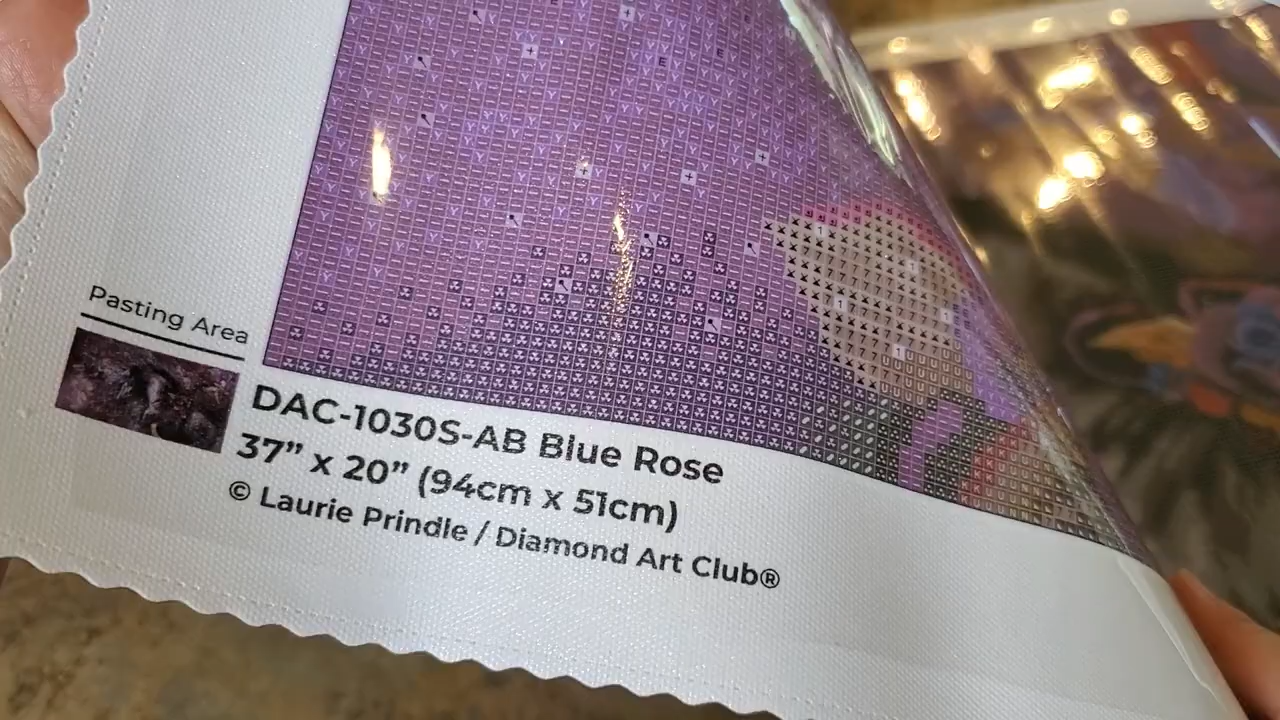 Pasting Area
DAC-1030S-AB Blue Rose
37” x 20” (94cm x 51cm)
© Laurie Prindle / Diamond Art Club®